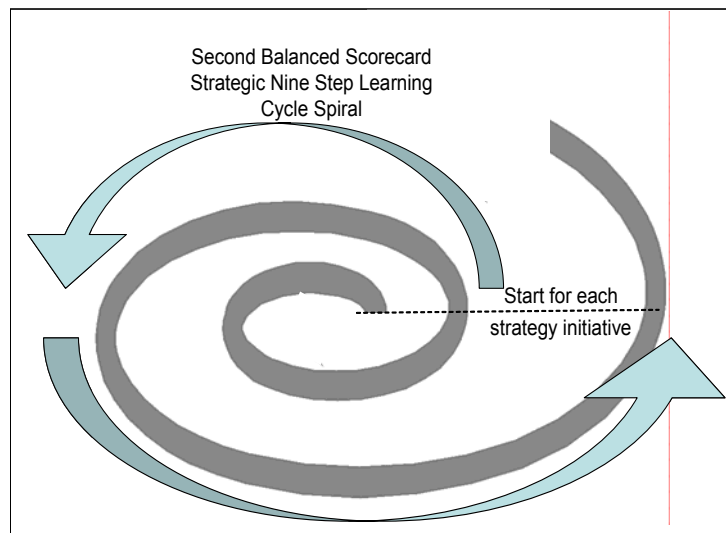 Second Balanced Scorecard
Strategic Nine Step Learning
Cycle Spiral
Start for each
strategy initiative